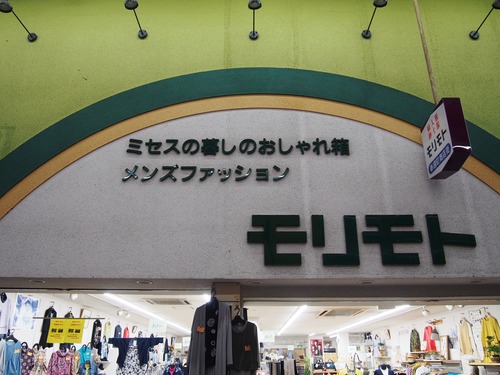 ミセスの暮しのおしゃれ箱
メンズファッション
モリモト
モリモト